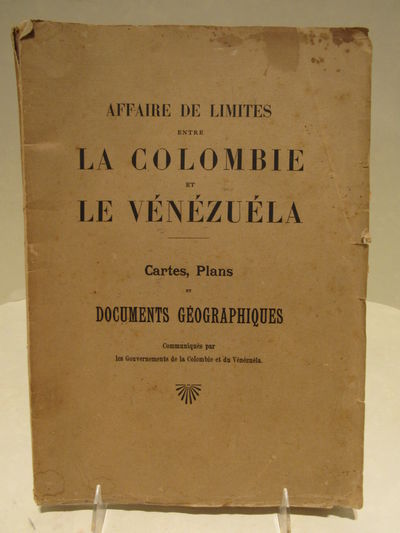 AFFAIRE DE LIMITES
ENTRE
LA COLOMBIE
ET
LE VÉNÉZUÉLA
Cartes, Plans
ET
DOCUMENTS GÉOGRAPHIQUES
Communiqués par
les Gouvernements de la Colombie et du Vénézuéla.